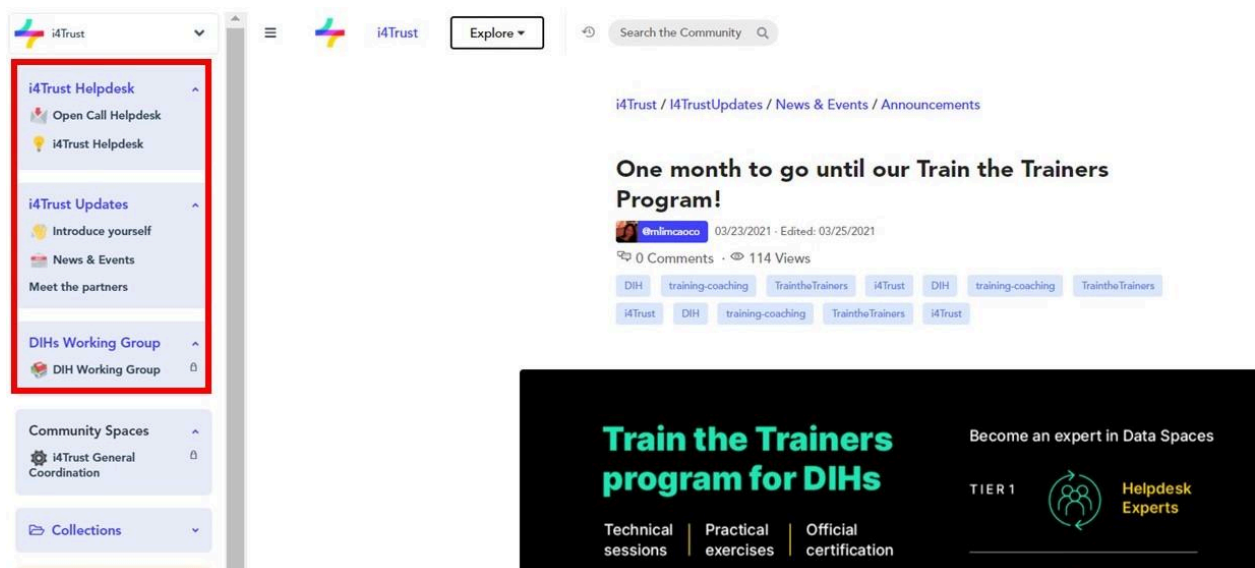 i4Trust
i4Trust Helpdesk
Open Call Helpdesk
i4Trust Helpdesk
i4Trust Updates
Introduce yourself
News & Events
Meet the partners
DIHs Working Group
DIH Working Group
Community Spaces
i4Trust General
Coordination
Collections
i4Trust
Explore
Search the Community
i4Trust / I4TrustUpdates / News & Events / Announcements
One month to go until our Train the Trainers
Program!
@mlimcaoco 03/23/2021 · Edited: 03/25/2021
0 Comments · 114 Views
DIH training-coaching TraintheTrainers i4Trust DIH training-coaching TraintheTrainers
i4Trust DIH training-coaching TraintheTrainers i4Trust
Train the Trainers
program for DIHs
Technical sessions
Practical exercises
Official certification
Become an expert in Data Spaces
TIER 1
Helpdesk
Experts